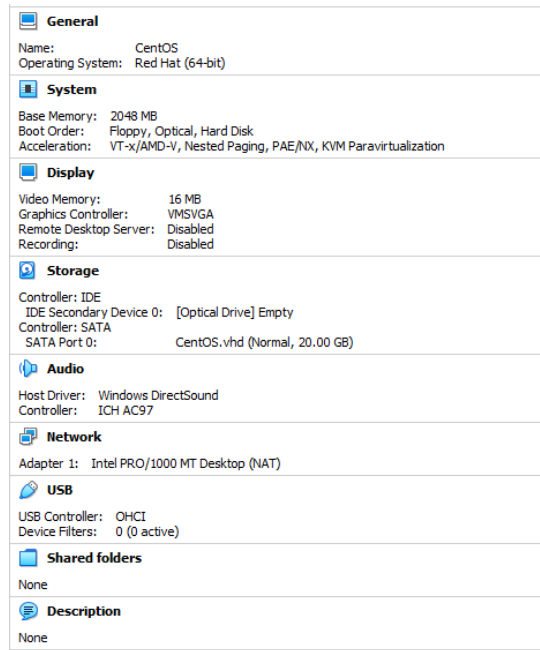 General
Name: CentOS
Operating System: Red Hat (64-bit)
System
Base Memory: 2048 MB
Boot Order: Floppy, Optical, Hard Disk
Acceleration: VT-x/AMD-V, Nested Paging, PAE/NX, KVM Paravirtualization
Display
Video Memory: 16 MB
Graphics Controller: VMSVGA
Remote Desktop Server: Disabled
Recording: Disabled
Storage
Controller: IDE
IDE Secondary Device 0: [Optical Drive] Empty
Controller: SATA
SATA Port 0: CentOS.vhd (Normal, 20.00 GB)
Audio
Host Driver: Windows DirectSound
Controller: ICH AC97
Network
Adapter 1: Intel PRO/1000 MT Desktop (NAT)
USB
USB Controller: OHCI
Device Filters: 0 (0 active)
Shared folders
None
Description
None